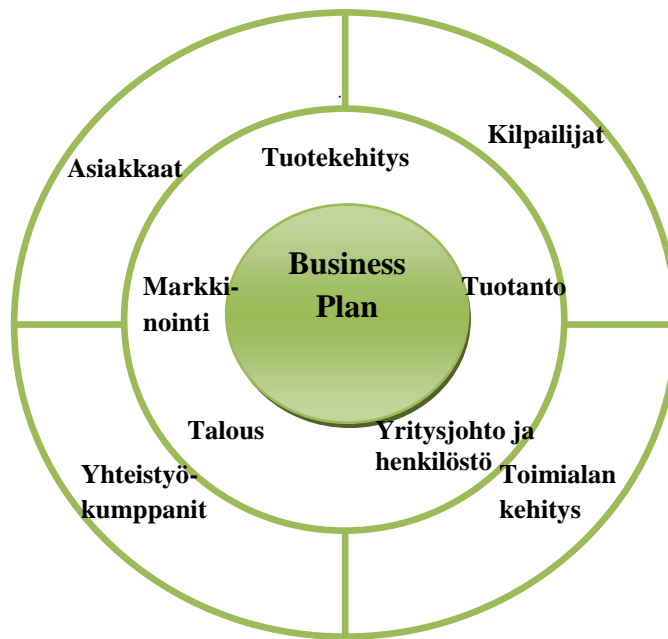 Kilpailijat
Asiakkaat
Tuotekehitys
Business
Plan
Markki-
nointi
Tuotanto
Talous
Yritysjohto ja
henkilöstö
Yhteistyö-
kumppanit
Toimialan
kehitys